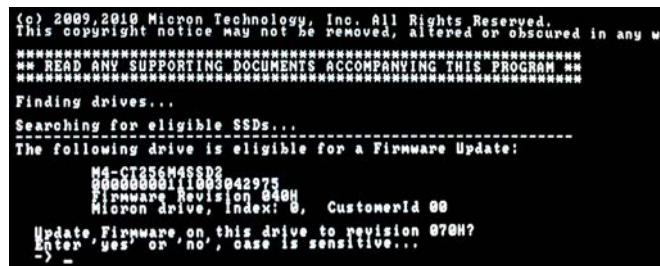 (c) 2009,2010 Micron Technology, Inc. All Rights Reserved.
This copyright notice may not be removed, altered or obscured in any w
**********************************************************************
** READ ANY SUPPORTING DOCUMENTS ACCOMPANYING THIS PROGRAM **
**********************************************************************
Finding drives...
Searching for eligible SSDs...
----------------------------------------------------------------------
The following drive is eligible for a Firmware Update:
M4-CT256M4SSD2
0000000011003042975
Firmware Revision 040H
Micron drive, Index: 0, CustomerId 00
Update Firmware on this drive to revision 070H?
Enter 'yes' or 'no', case is sensitive...
-> _